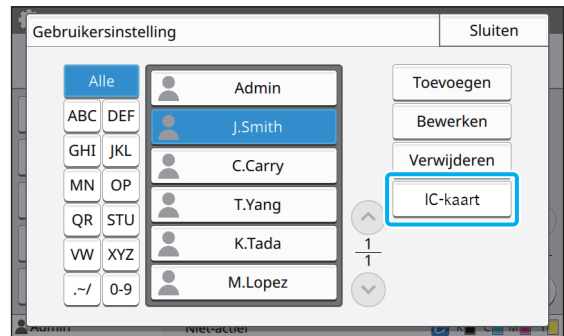 Gebruikersinstelling
Sluiten
Alle
ABC DEF
GHI JKL
MN OP
QR STU
VW XYZ
.~/ 0-9
Admin
J.Smith
C.Carry
T.Yang
K.Tada
M.Lopez
1
1
Toevoegen
Bewerken
Verwijderen
IC-kaart
Admin
Niet-actief
K C M